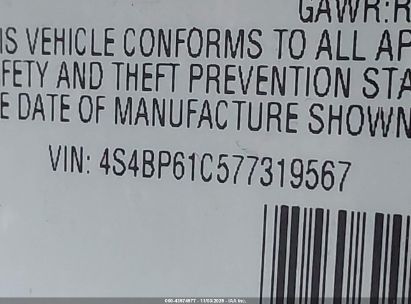 GAWR:R
IS VEHICLE CONFORMS TO ALL AP
FETY AND THEFT PREVENTION STA
E DATE OF MANUFACTURE SHOWN
VIN: 4S4BP61C577319567